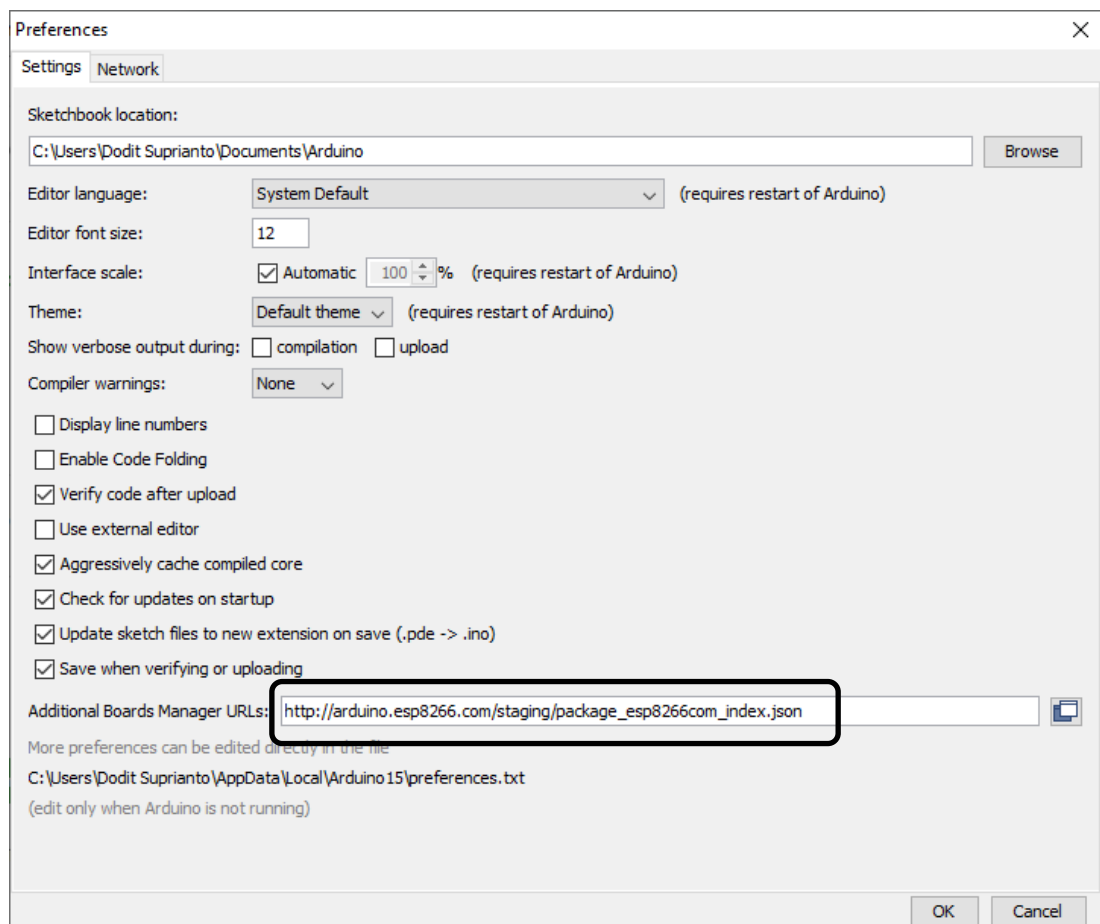 Preferences
Settings Network
Sketchbook location:
C:\Users\Dodit Suprianto\Documents\Arduino Browse
Editor language: System Default (requires restart of Arduino)
Editor font size: 12
Interface scale: Automatic 100 % (requires restart of Arduino)
Theme: Default theme (requires restart of Arduino)
Show verbose output during: compilation upload
Compiler warnings: None
Display line numbers
Enable Code Folding
Verify code after upload
Use external editor
Aggressively cache compiled core
Check for updates on startup
Update sketch files to new extension on save (.pde -> .ino)
Save when verifying or uploading
Additional Boards Manager URLs: http://arduino.esp8266.com/staging/package_esp8266com_index.json
More preferences can be edited directly in the file
C:\Users\Dodit Suprianto\AppData\Local\Arduino15\preferences.txt
(edit only when Arduino is not running)
OK Cancel